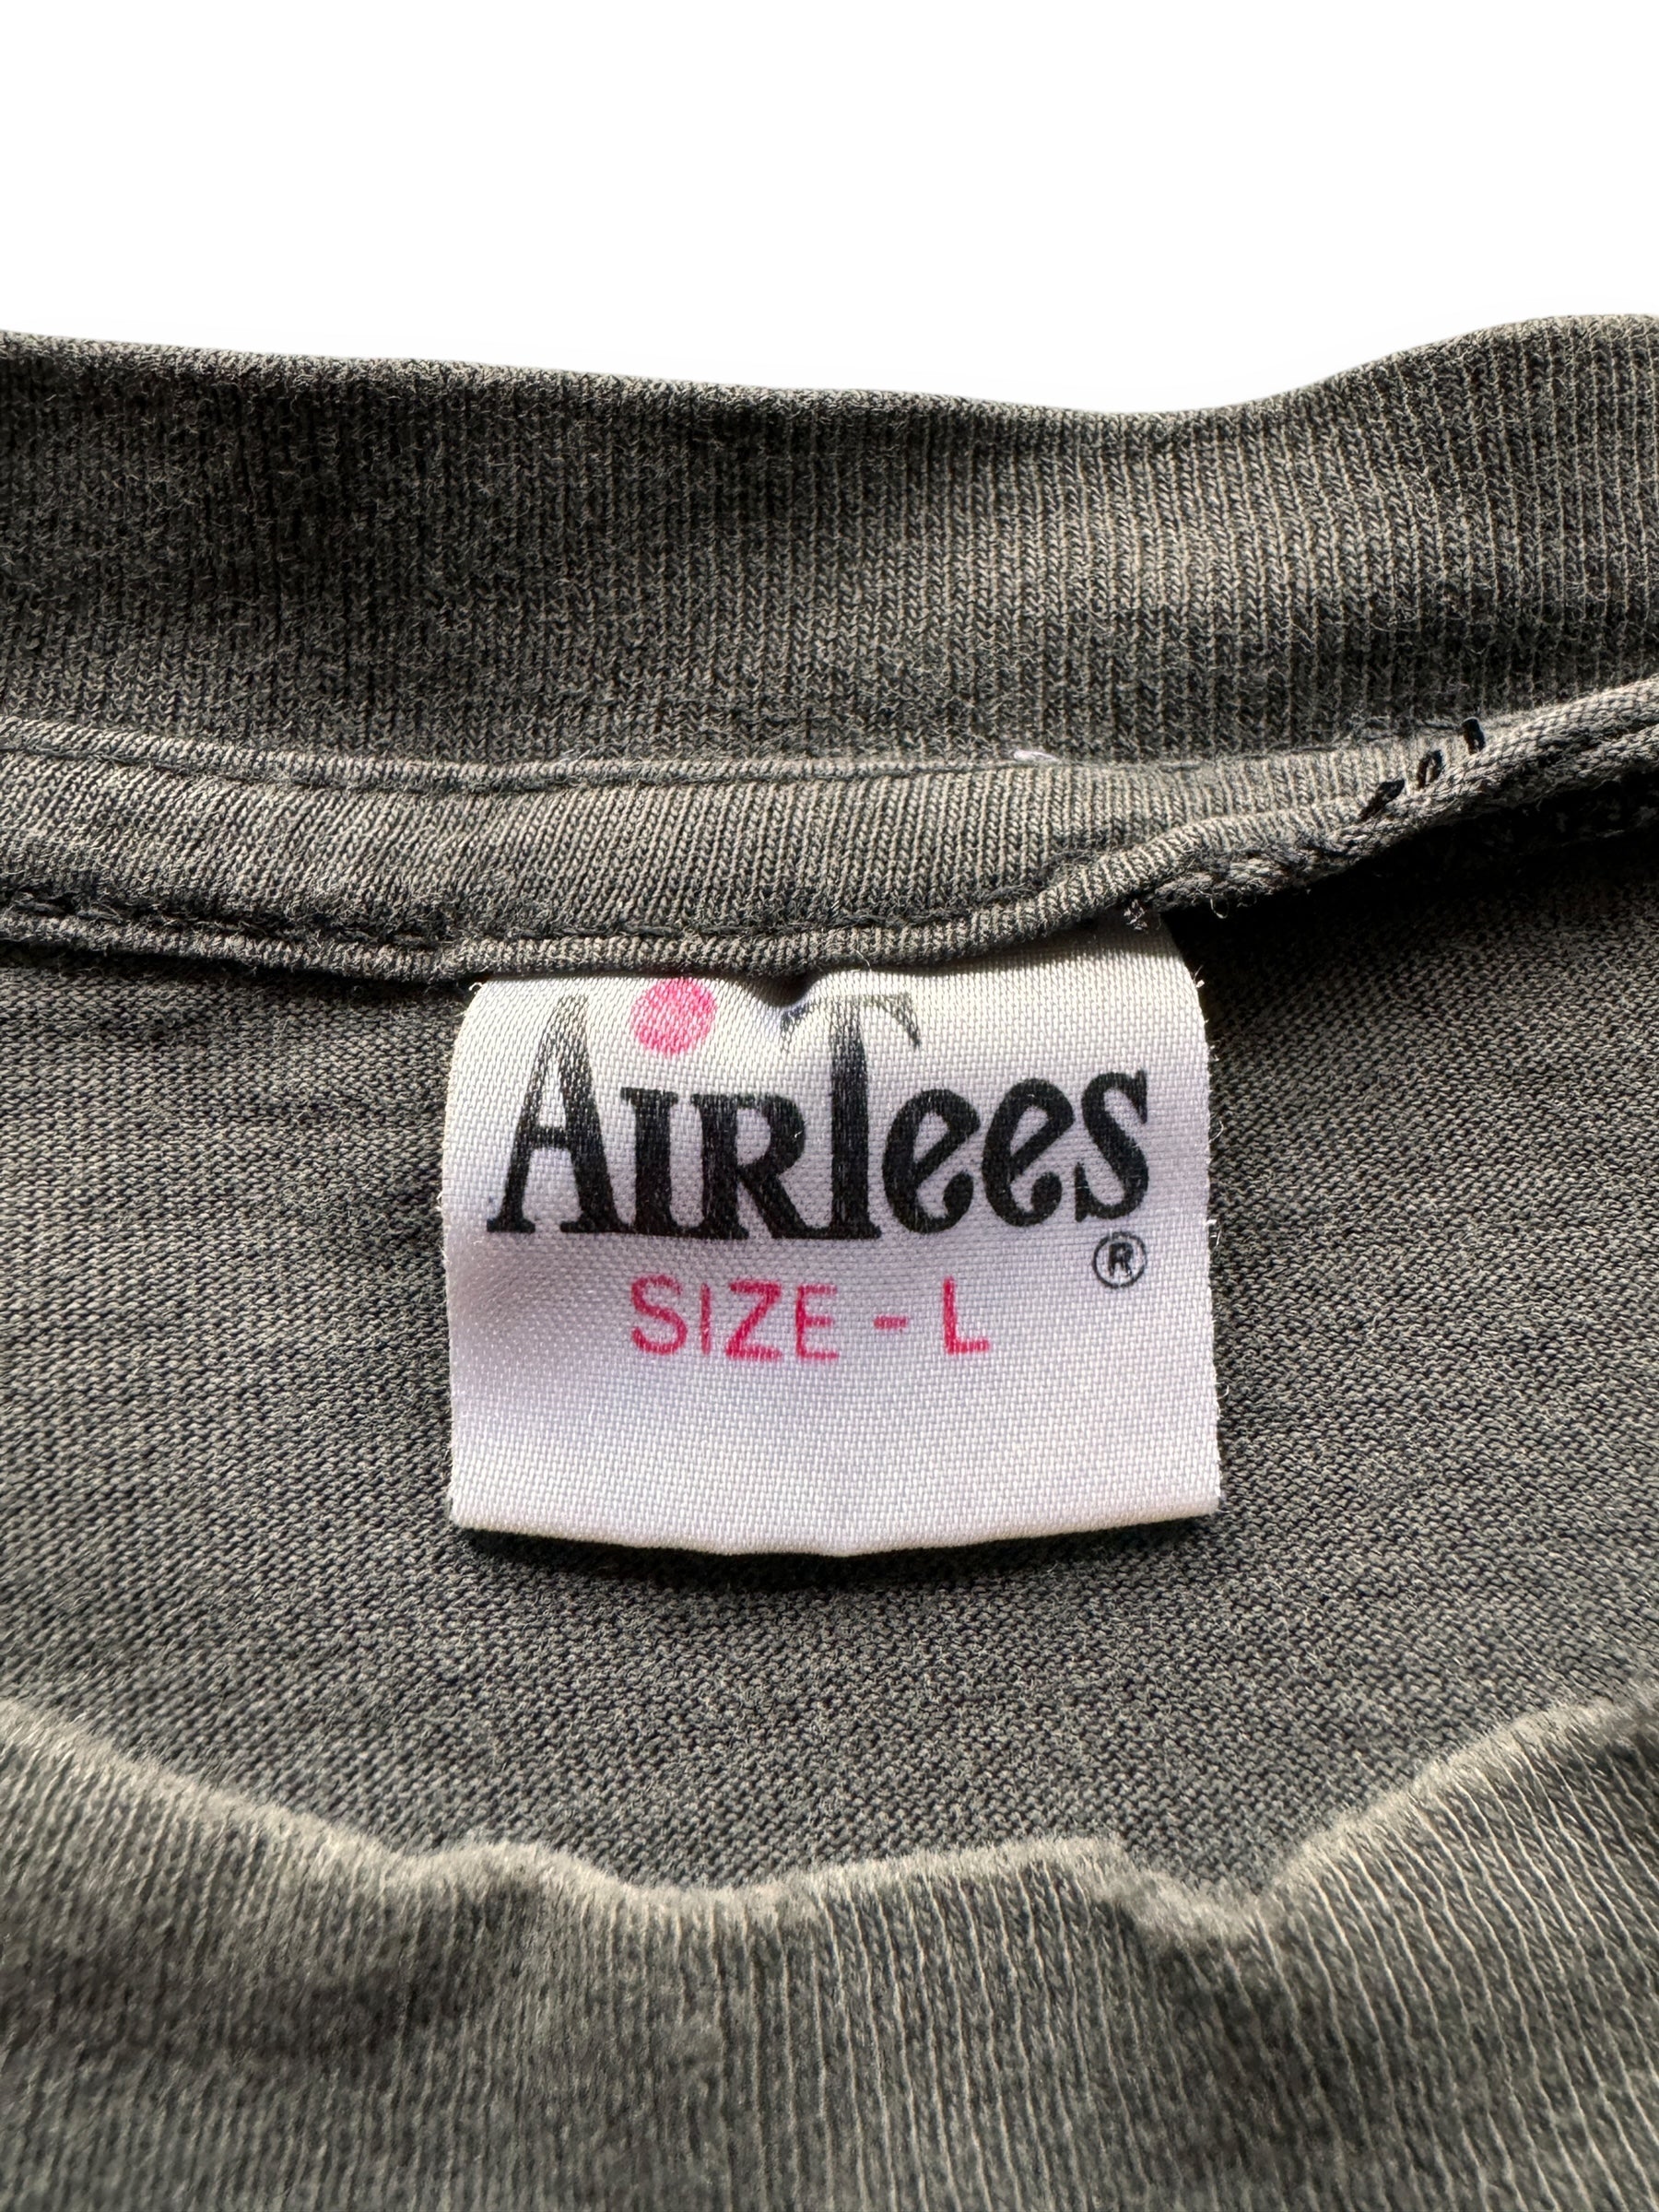 AIRTees
®
SIZE - L